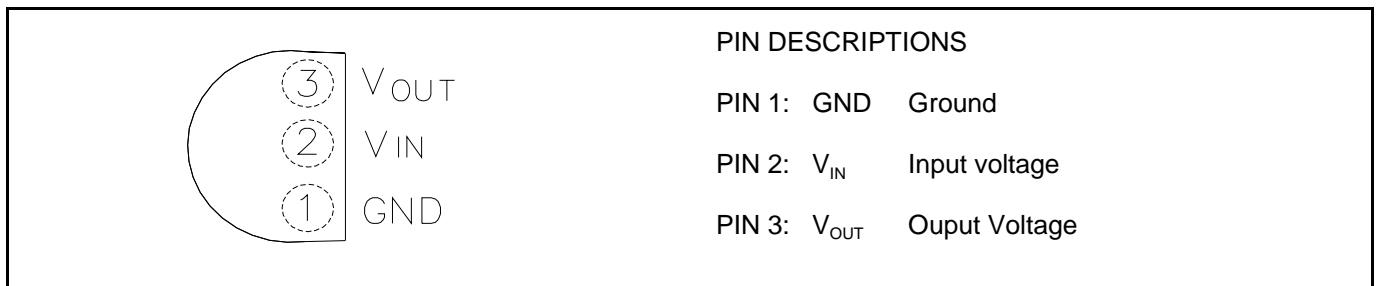 3 VOUT
2 VIN
1 GND
PIN DESCRIPTIONS
PIN 1: GND Ground
PIN 2: VIN Input voltage
PIN 3: VOUT Ouput Voltage